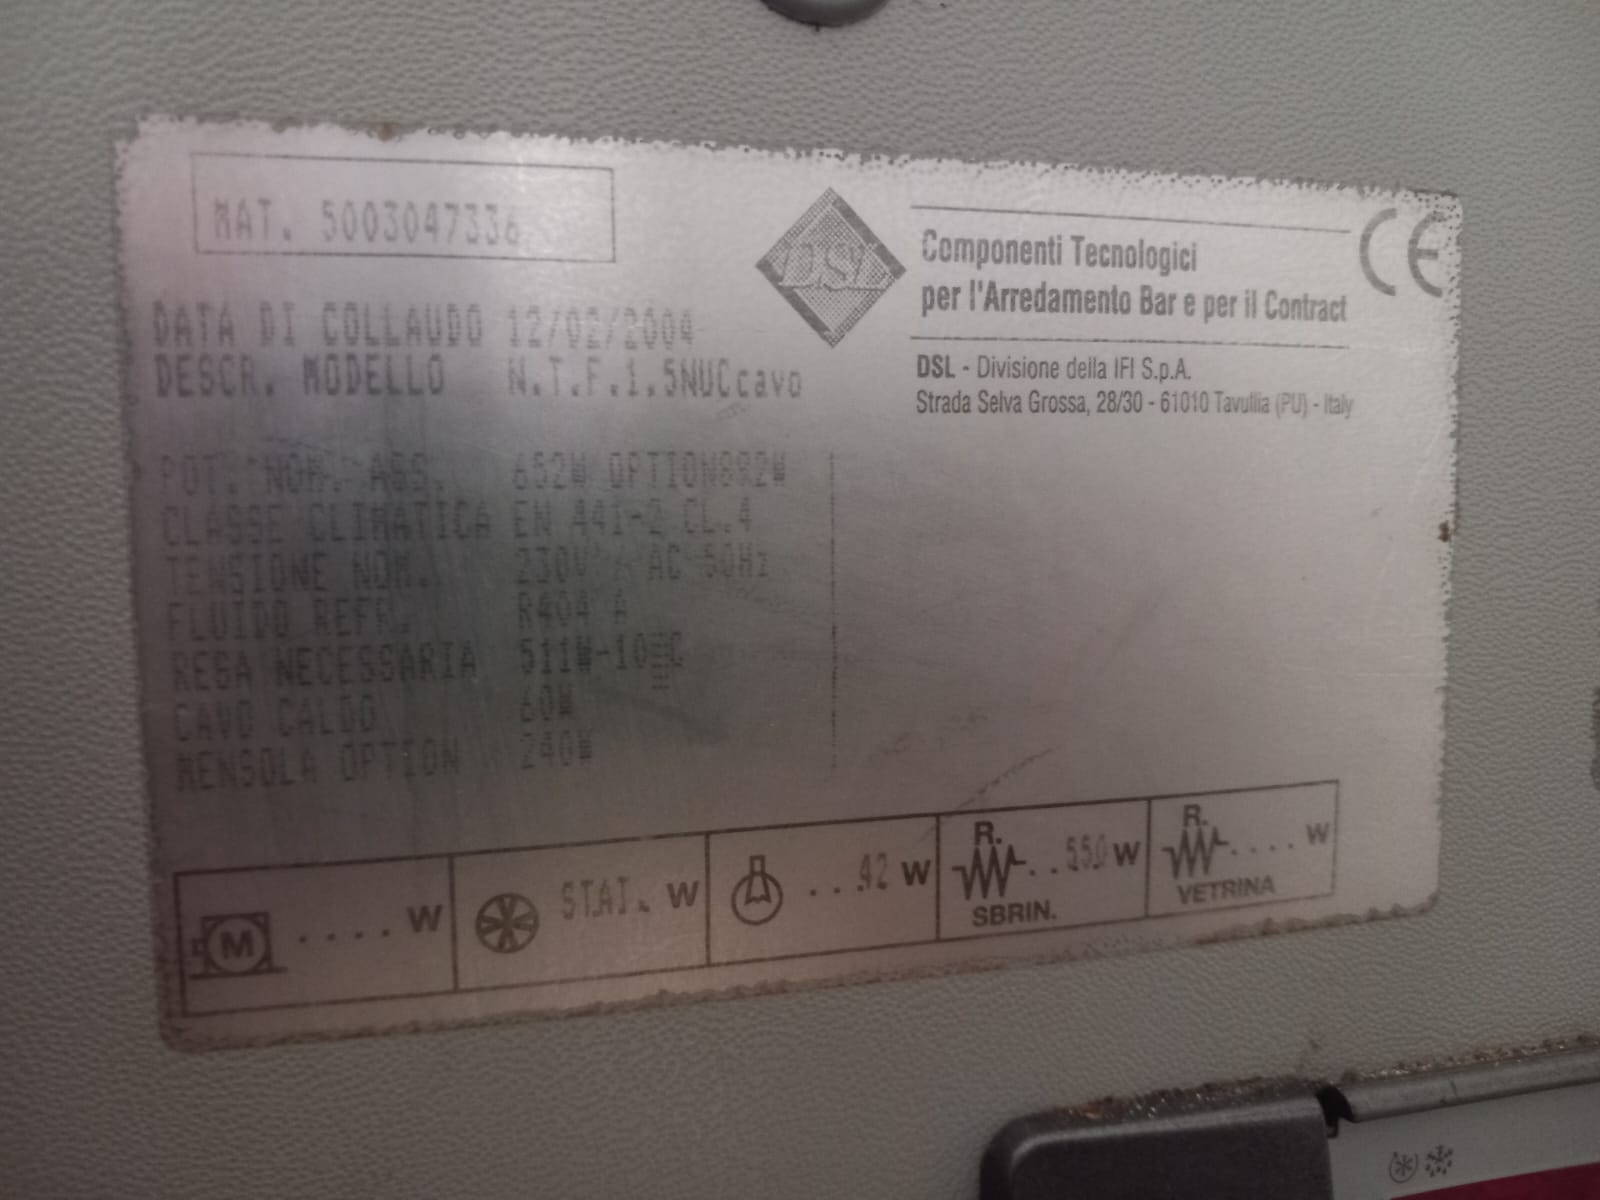 MAT. 5003047336
DSL
Componenti Tecnologici
per l'Arredamento Bar e per il Contract
CE
DSL - Divisione della IFI S.p.A.
Strada Selva Grossa, 28/30 - 61010 Tavullia (PU) - Italy
DATA DI COLLAUDO 12/02/2004
DESCR. MODELLO N.T.F.1.5NUCcavo
POT. NOM. ASS. 652W OPTION892W
CLASSE CLIMATICA EN 441-2 CL.4
TENSIONE NOM. 230V AC 50Hz
FLUIDO REFR. R404 A
RESA NECESSARIA 511W-10 C
CAVO CALDO 60W
MENSOLA OPTION 240W
M .... W
STAT. W
...42 W
R. ..550 W
SBRIN.
R. .... W
VETRINA